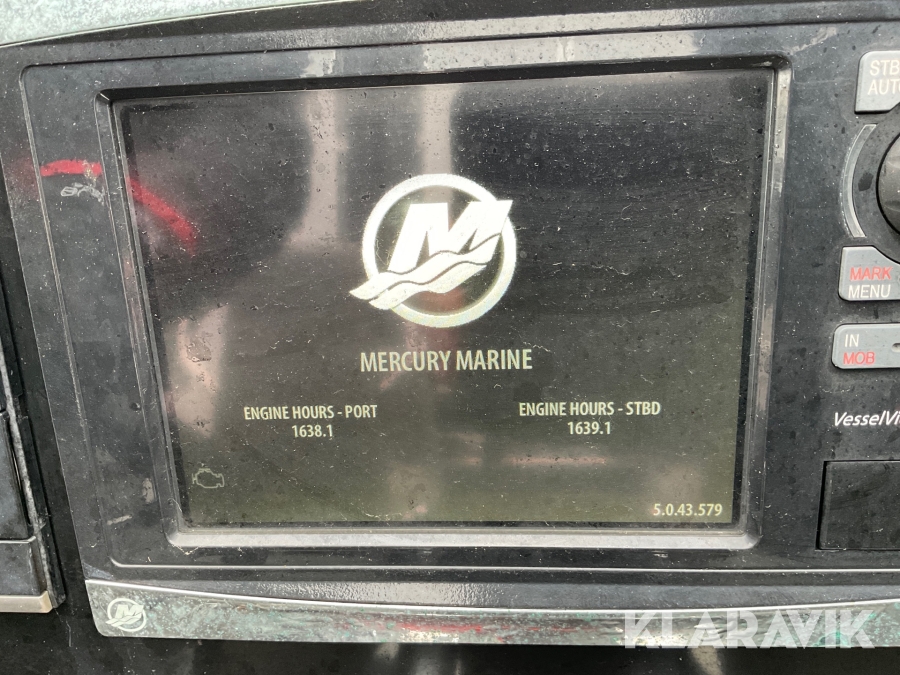 STB
AUTO
M
MERCURY MARINE
ENGINE HOURS - PORT
1638.1
ENGINE HOURS - STBD
1639.1
MARK
MENU
IN
MOB
VesselVi
5.0.43.579
KLARAVIK